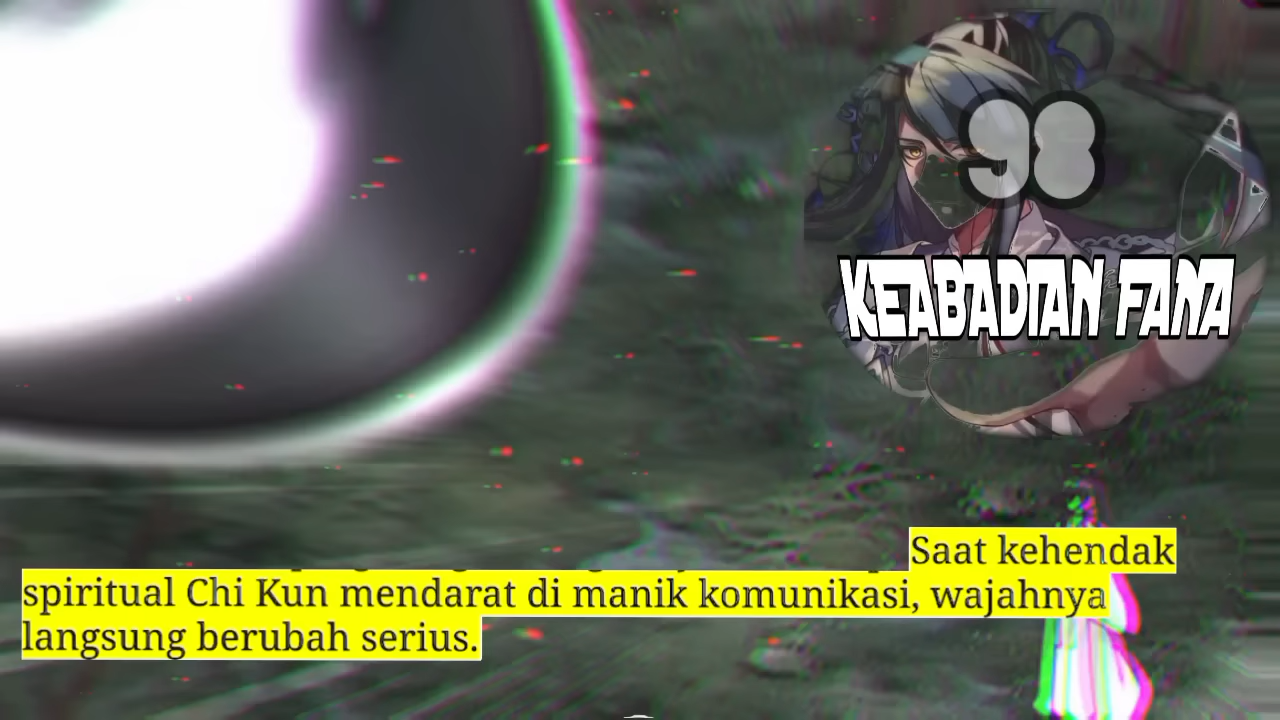 98
KEABADIAN FANA
Saat kehendak
spiritual Chi Kun mendarat di manik komunikasi, wajahnya
langsung berubah serius.